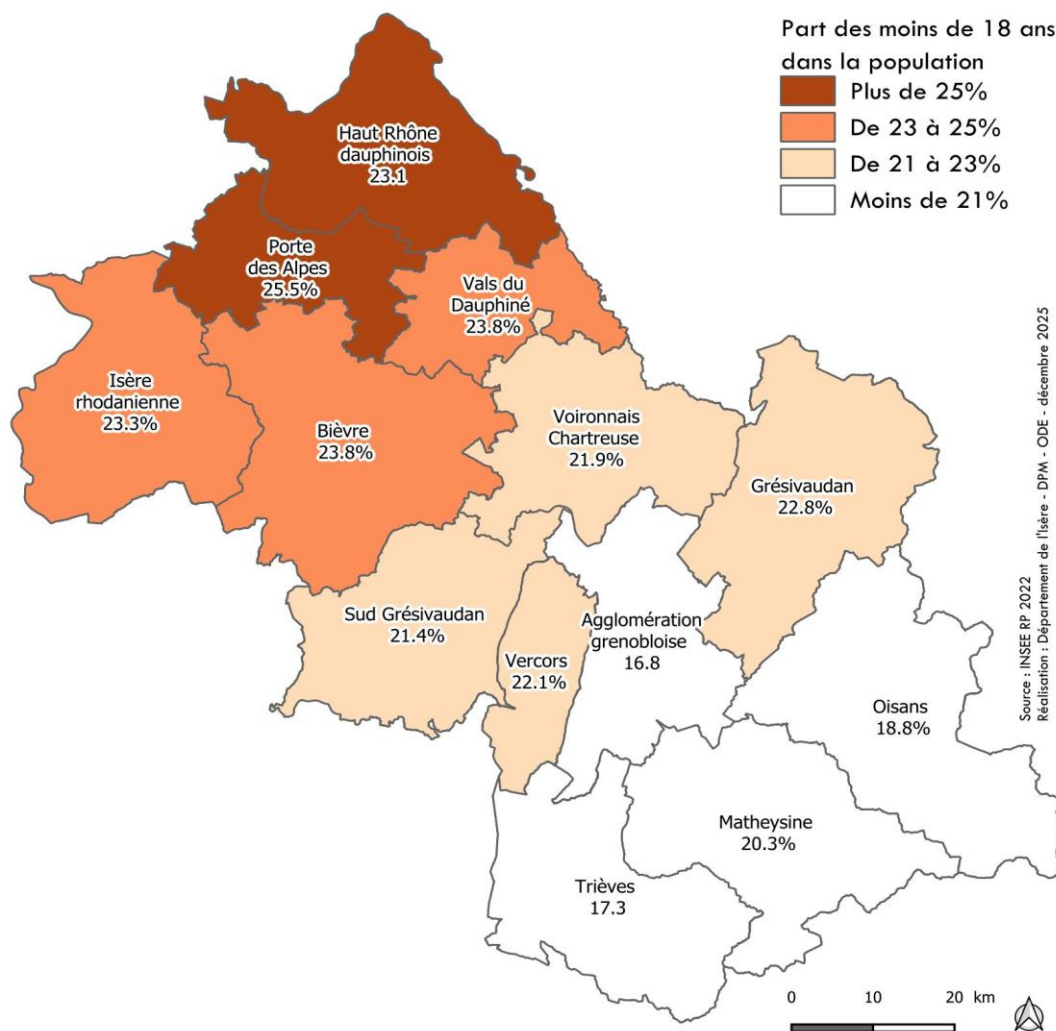 Part des moins de 18 ans
dans la population
Plus de 25%
De 23 à 25%
De 21 à 23%
Moins de 21%
Haut Rhône
dauphinois
23.1
Porte
des Alpes
25.5%
Vals du
Dauphiné
23.8%
Isère
rhodanienne
23.3%
Bièvre
23.8%
Voironnais
Chartreuse
21.9%
Grésivaudan
22.8%
Sud Grésivaudan
21.4%
Vercors
22.1%
Agglomération
grenobloise
16.8
Oisans
18.8%
Matheysine
20.3%
Trièves
17.3
Source : INSEE RP 2022
Réalisation : Département de l'Isère - DPM - ODE - décembre 2025
0 10 20 km